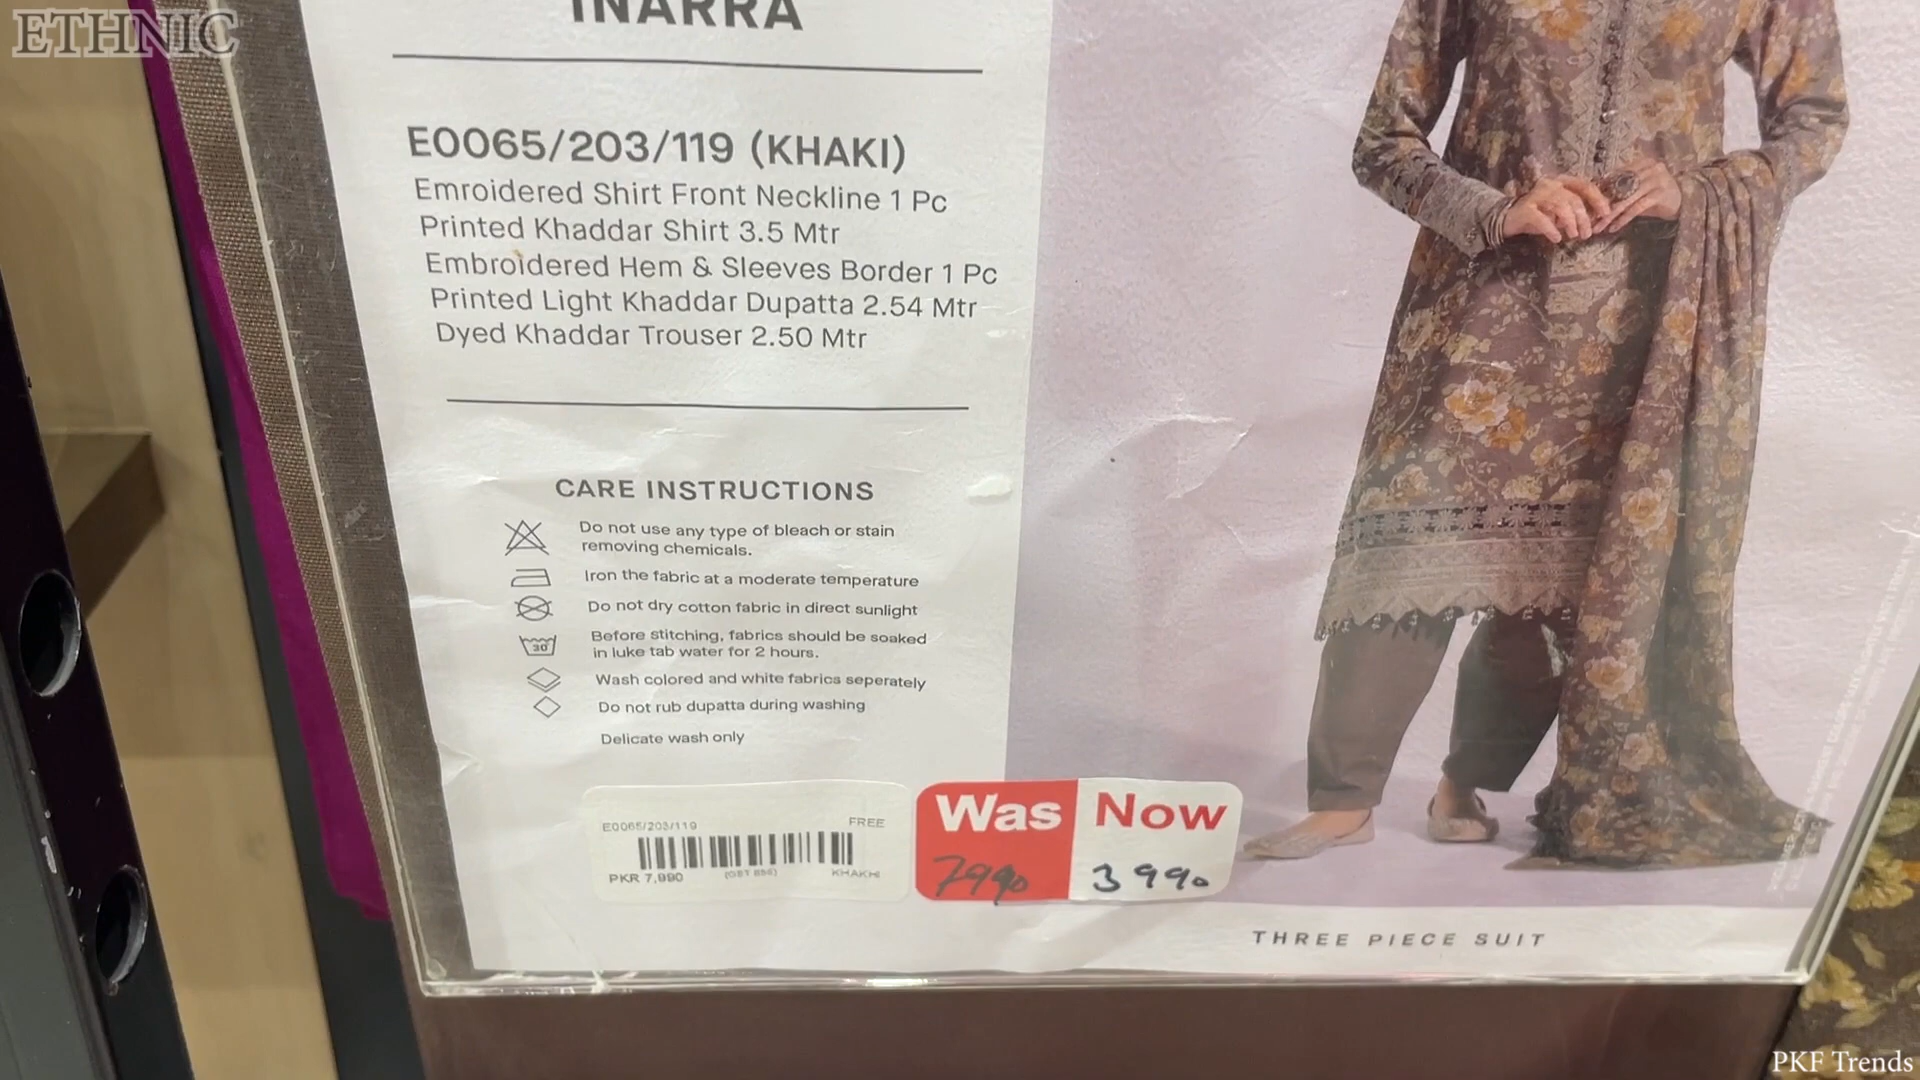 ETHNIC
INARRA
E0065/203/119 (KHAKI)
Emroidered Shirt Front Neckline 1 Pc
Printed Khaddar Shirt 3.5 Mtr
Embroidered Hem & Sleeves Border 1 Pc
Printed Light Khaddar Dupatta 2.54 Mtr
Dyed Khaddar Trouser 2.50 Mtr
CARE INSTRUCTIONS
Do not use any type of bleach or stain
removing chemicals.
Iron the fabric at a moderate temperature
Do not dry cotton fabric in direct sunlight
30°
Before stitching, fabrics should be soaked
in luke tab water for 2 hours.
Wash colored and white fabrics seperately
Do not rub dupatta during washing
Delicate wash only
E0065/203/119 FREE
PKR 7,990 KHAKHI
Was Now
7990 3990
THREE PIECE SUIT
PKF Trends